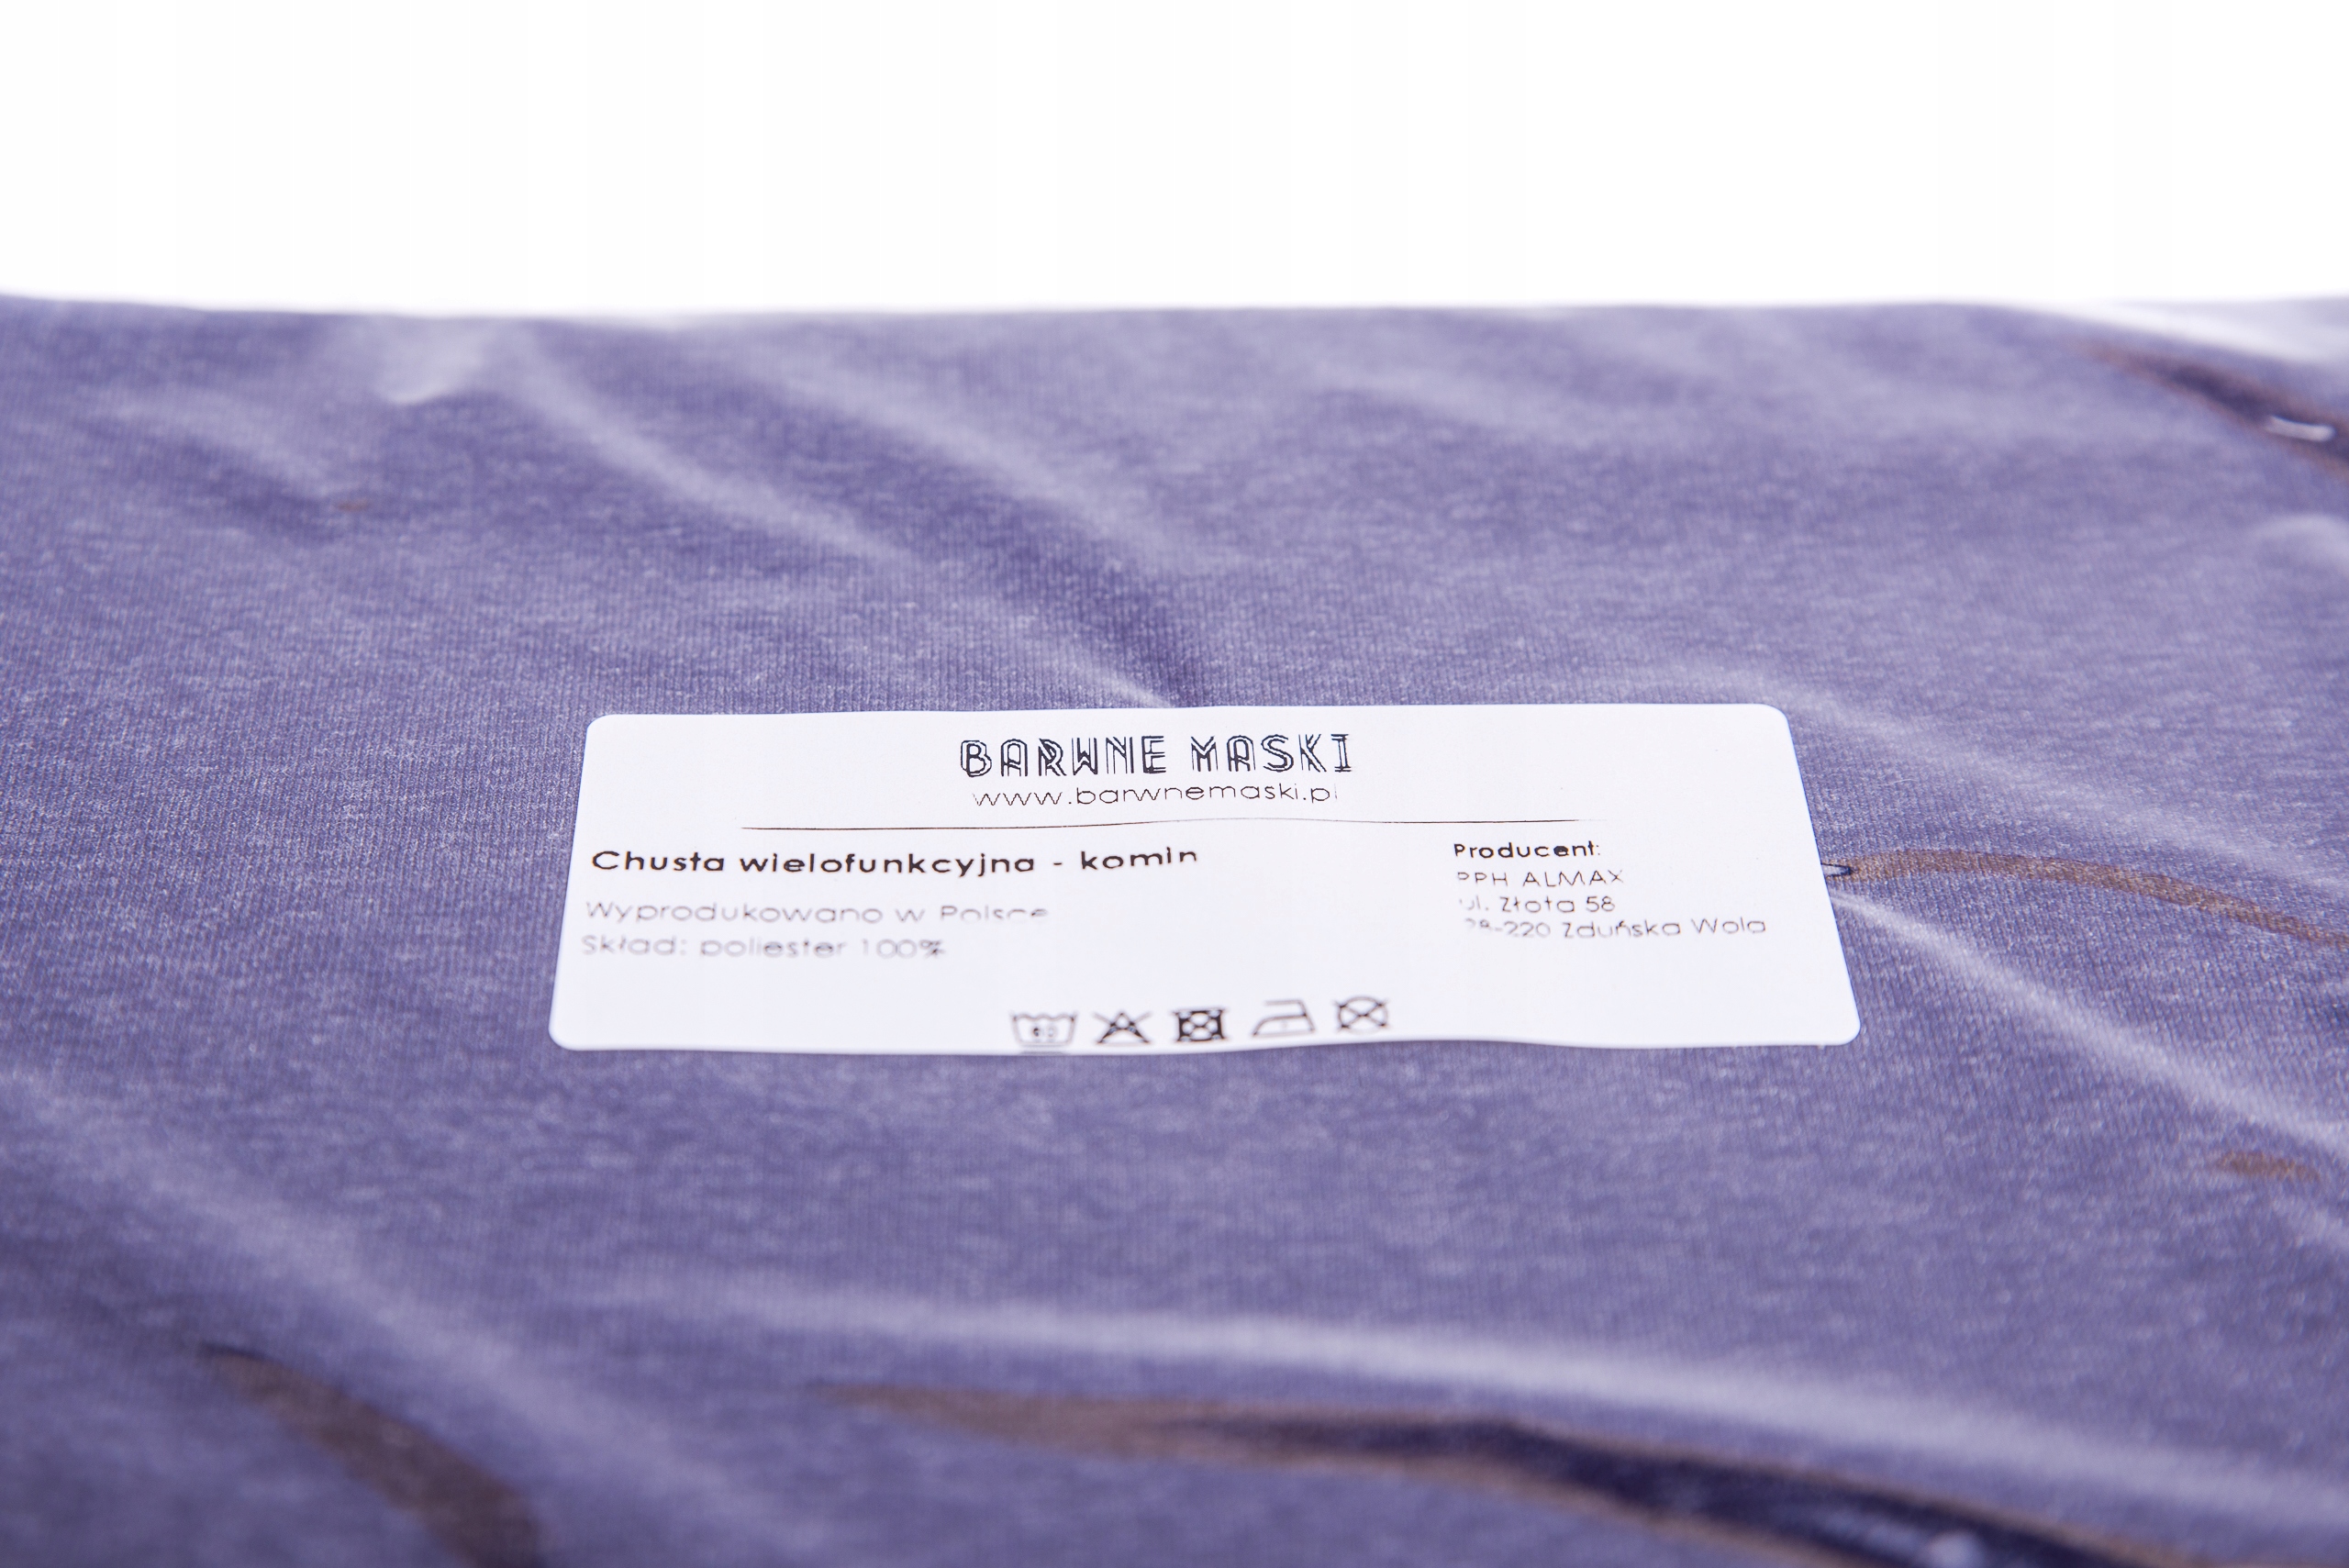 BARWNE MASKI
www.barwnemaski.pl
Chusta wielofunkcyjna - komin
Wyprodukowano w Polsce
Skład: poliester 100%
Producent:
PPH ALMAX
ul. Złota 58
98-220 Zduńska Wola